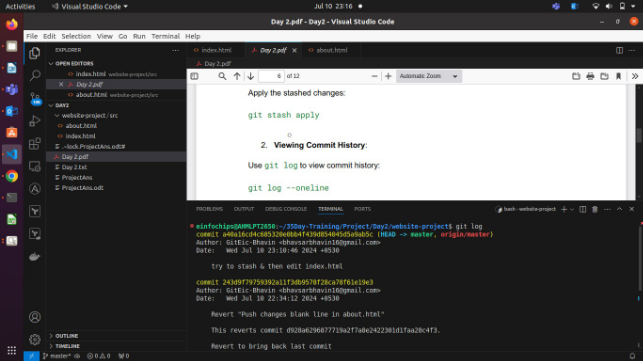 Activities
Visual Studio Code
Jul 10 23:16
Day 2.pdf - Day2 - Visual Studio Code
File Edit Selection View Go Run Terminal Help
EXPLORER
OPEN EDITORS
index.html website-project/src
Day 2.pdf
about.html website-project/src
DAY2
website-project / src
about.html
index.html
.~lock.ProjectAns.odt#
Day 2.pdf
Day 2.txt
ProjectAns
ProjectAns.odt
OUTLINE
TIMELINE
index.html
Day 2.pdf
about.html
Day 2.pdf
6 of 12
Automatic Zoom
Apply the stashed changes:
git stash apply
2. Viewing Commit History:
Use git log to view commit history:
git log --oneline
PROBLEMS OUTPUT DEBUG CONSOLE TERMINAL PORTS
bash - website-project
einfochips@AHMLPT2050:~/35Day-Training/Project/Day2/website-project$ git log
(HEAD -> master, origin/master)
Author: GitEic-Bhavin <bhavsarbhavin16@gmail.com>
Date: Wed Jul 10 23:10:46 2024 +0530
try to stash & then edit index.html
commit 243d9f79759392a11f3db9578f28ca78f61e19e3
Author: GitEic-Bhavin <bhavsarbhavin16@gmail.com>
Date: Wed Jul 10 22:34:12 2024 +0530
Revert "Push changes blank line in about.html"
This reverts commit d928a6296877719a2f7a8e2422301d1faa28c4f3.
Revert to bring back last commit
master*
0 0
0